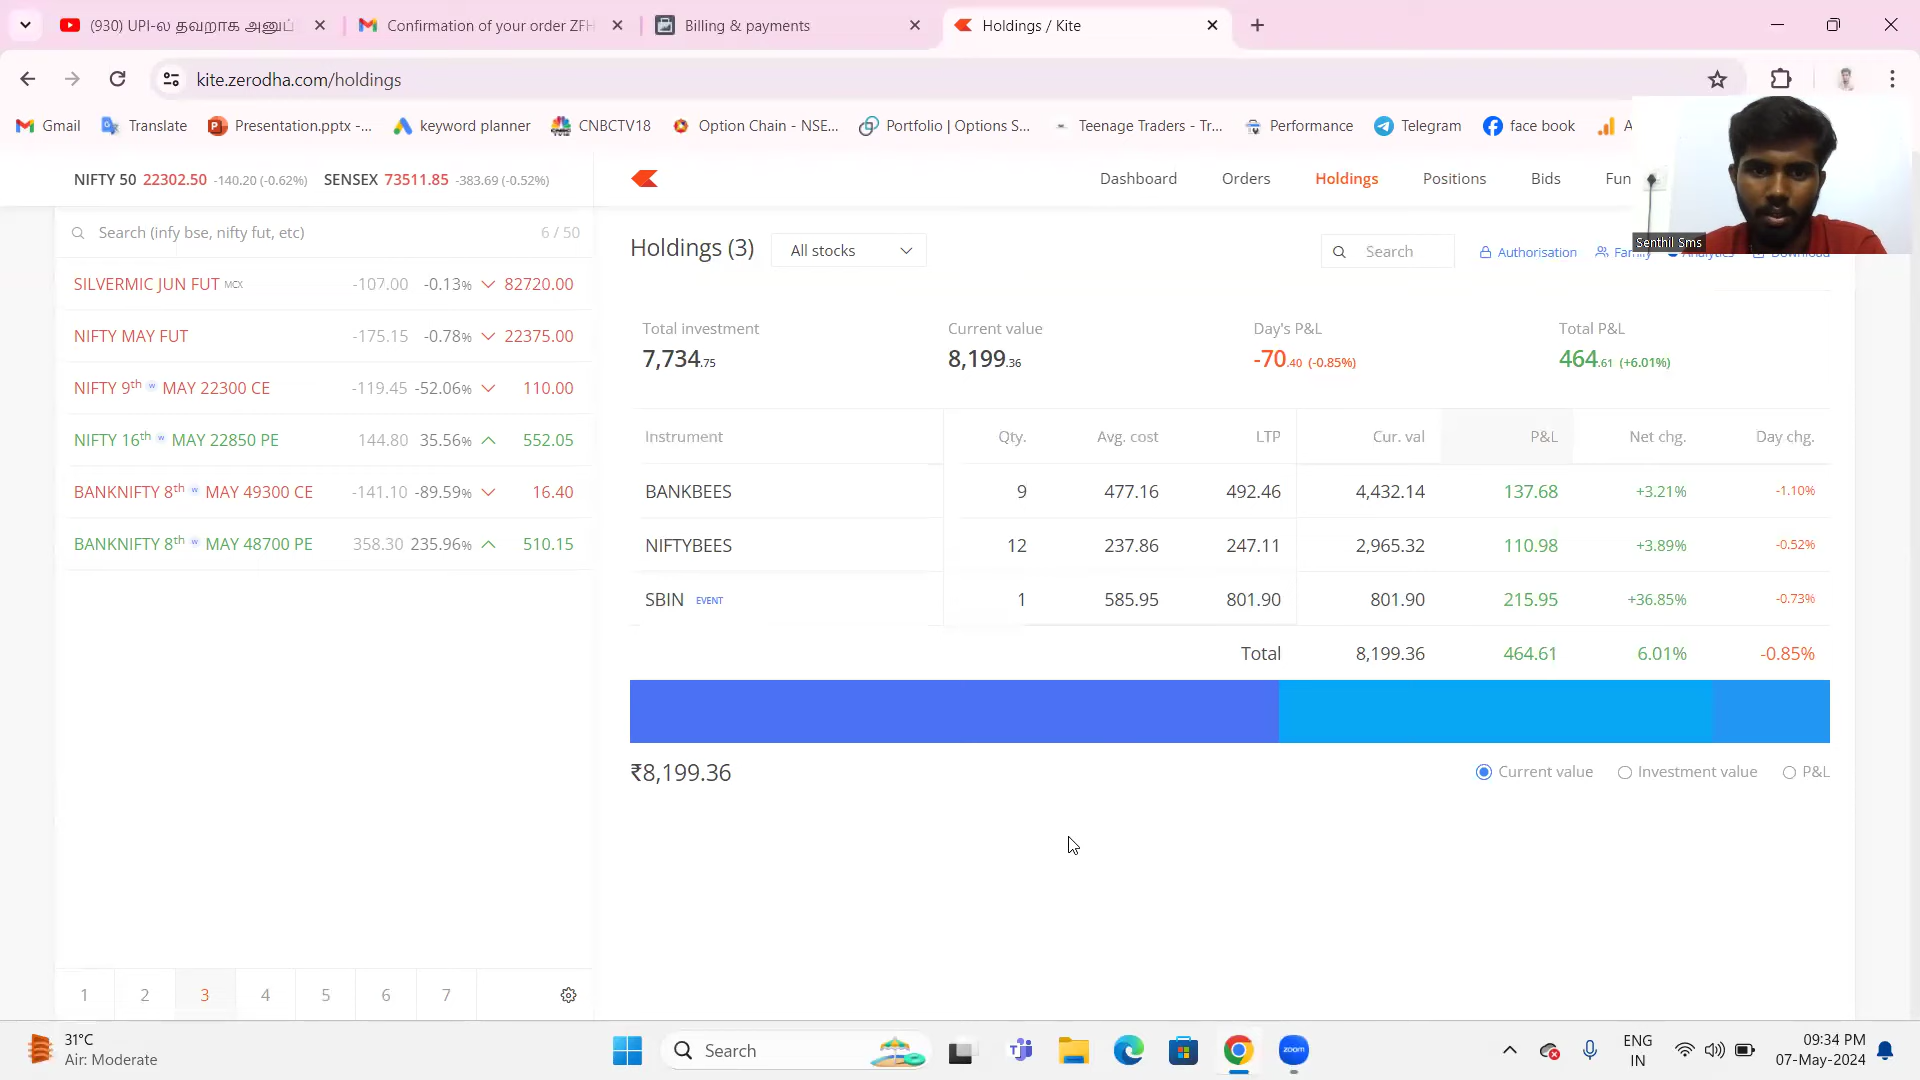 (930) UPI-ல தவறாக அனுப்
Confirmation of your order ZFH
Billing & payments
Holdings / Kite
kite.zerodha.com/holdings
Gmail
Translate
Presentation.pptx -...
keyword planner
CNBCTV18
Option Chain - NSE...
Portfolio | Options S...
Teenage Traders - Tr...
Performance
Telegram
face book
A
NIFTY 50 22302.50 -140.20 (-0.62%) SENSEX 73511.85 -383.69 (-0.52%)
Dashboard
Orders
Holdings
Positions
Bids
Fun
Senthil Sms
Search (infy bse, nifty fut, etc) 6 / 50
SILVERMIC JUN FUT MCX -107.00 -0.13% 82720.00
NIFTY MAY FUT -175.15 -0.78% 22375.00
NIFTY 9th w MAY 22300 CE -119.45 -52.06% 110.00
NIFTY 16th w MAY 22850 PE 144.80 35.56% 552.05
BANKNIFTY 8th w MAY 49300 CE -141.10 -89.59% 16.40
BANKNIFTY 8th w MAY 48700 PE 358.30 235.96% 510.15
1 2 3 4 5 6 7
Holdings (3) All stocks
Search
Authorisation
Family
Analytics
Download
Total investment Current value Day's P&L Total P&L
7,734.75 8,199.36 -70.40 (-0.85%) 464.61 (+6.01%)
Instrument Qty. Avg. cost LTP Cur. val P&L Net chg. Day chg.
BANKBEES 9 477.16 492.46 4,432.14 137.68 +3.21% -1.10%
NIFTYBEES 12 237.86 247.11 2,965.32 110.98 +3.89% -0.52%
SBIN EVENT 1 585.95 801.90 801.90 215.95 +36.85% -0.73%
Total 8,199.36 464.61 6.01% -0.85%
₹8,199.36 Current value Investment value P&L
31°C
Air: Moderate
Search
zoom
ENG
IN
09:34 PM
07-May-2024